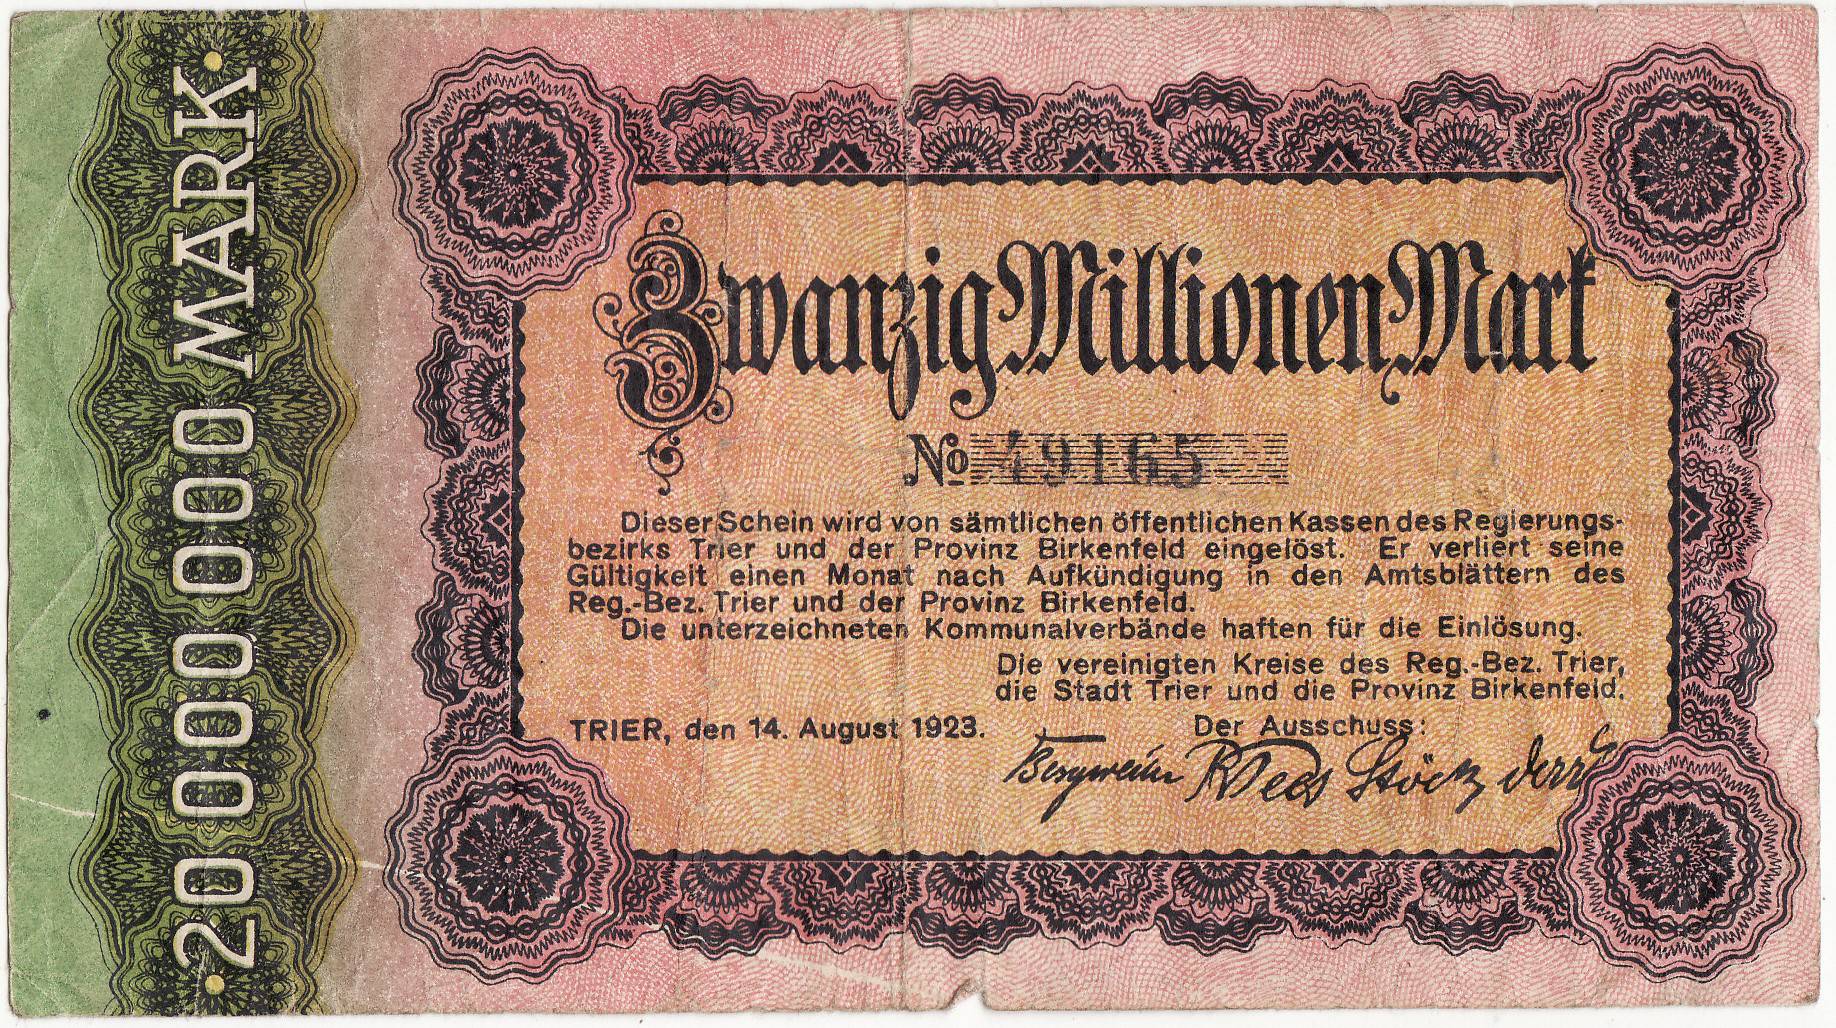 20 000 000 MARK
Zwanzig Millionen Mark
No 49165
Dieser Schein wird von sämtlichen öffentlichen Kassen des Regierungs-
bezirks Trier und der Provinz Birkenfeld eingelöst. Er verliert seine
Gültigkeit einen Monat nach Aufkündigung in den Amtsblättern des
Reg.-Bez. Trier und der Provinz Birkenfeld.
Die unterzeichneten Kommunalverbände haften für die Einlösung.
Die vereinigten Kreise des Reg.-Bez. Trier,
die Stadt Trier und die Provinz Birkenfeld.
TRIER, den 14. August 1923. Der Ausschuss:
Stöck